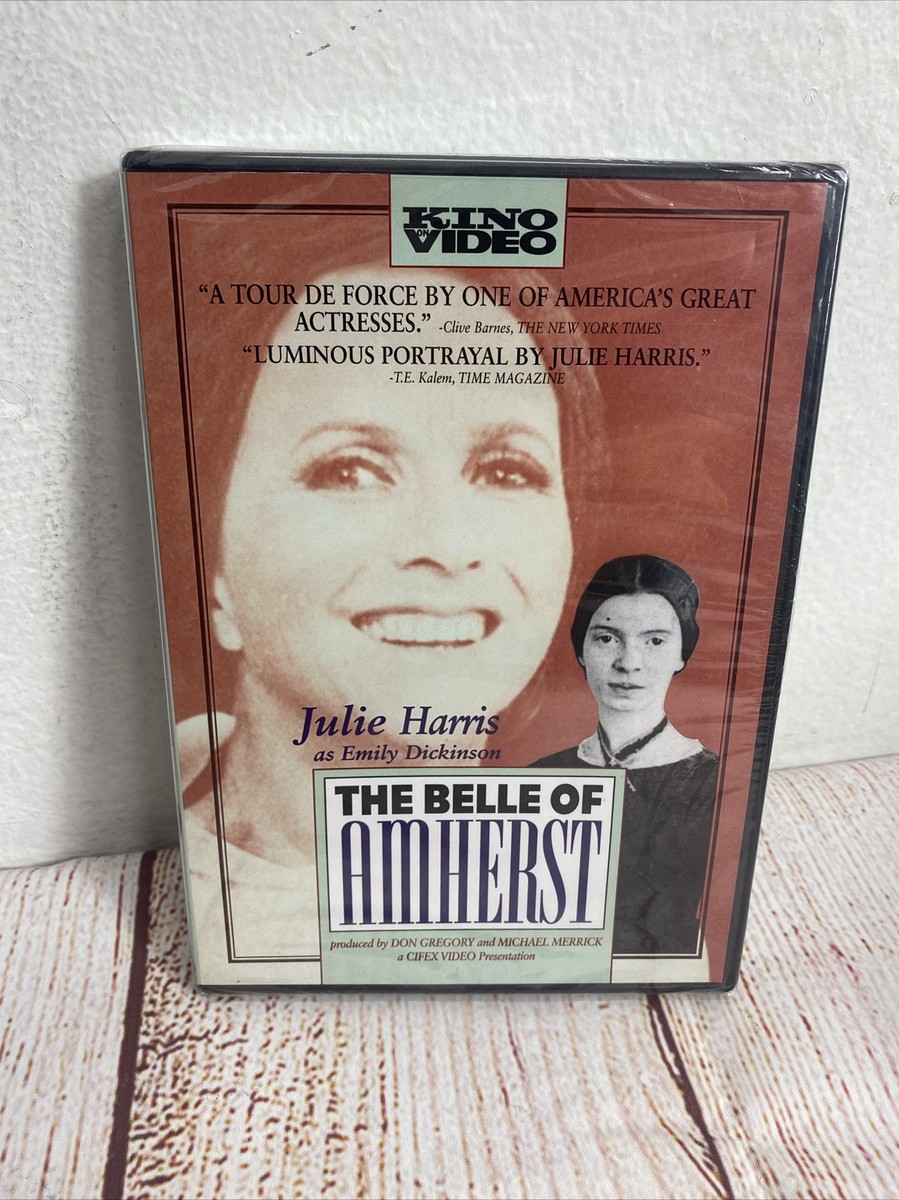 KINO
ON
VIDEO
“A TOUR DE FORCE BY ONE OF AMERICA’S GREAT
ACTRESSES.” -Clive Barnes, THE NEW YORK TIMES
“LUMINOUS PORTRAYAL BY JULIE HARRIS.”
-T.E. Kalem, TIME MAGAZINE
Julie Harris
as Emily Dickinson
THE BELLE OF
AMHERST
produced by DON GREGORY and MICHAEL MERRICK
a CIFEX VIDEO Presentation